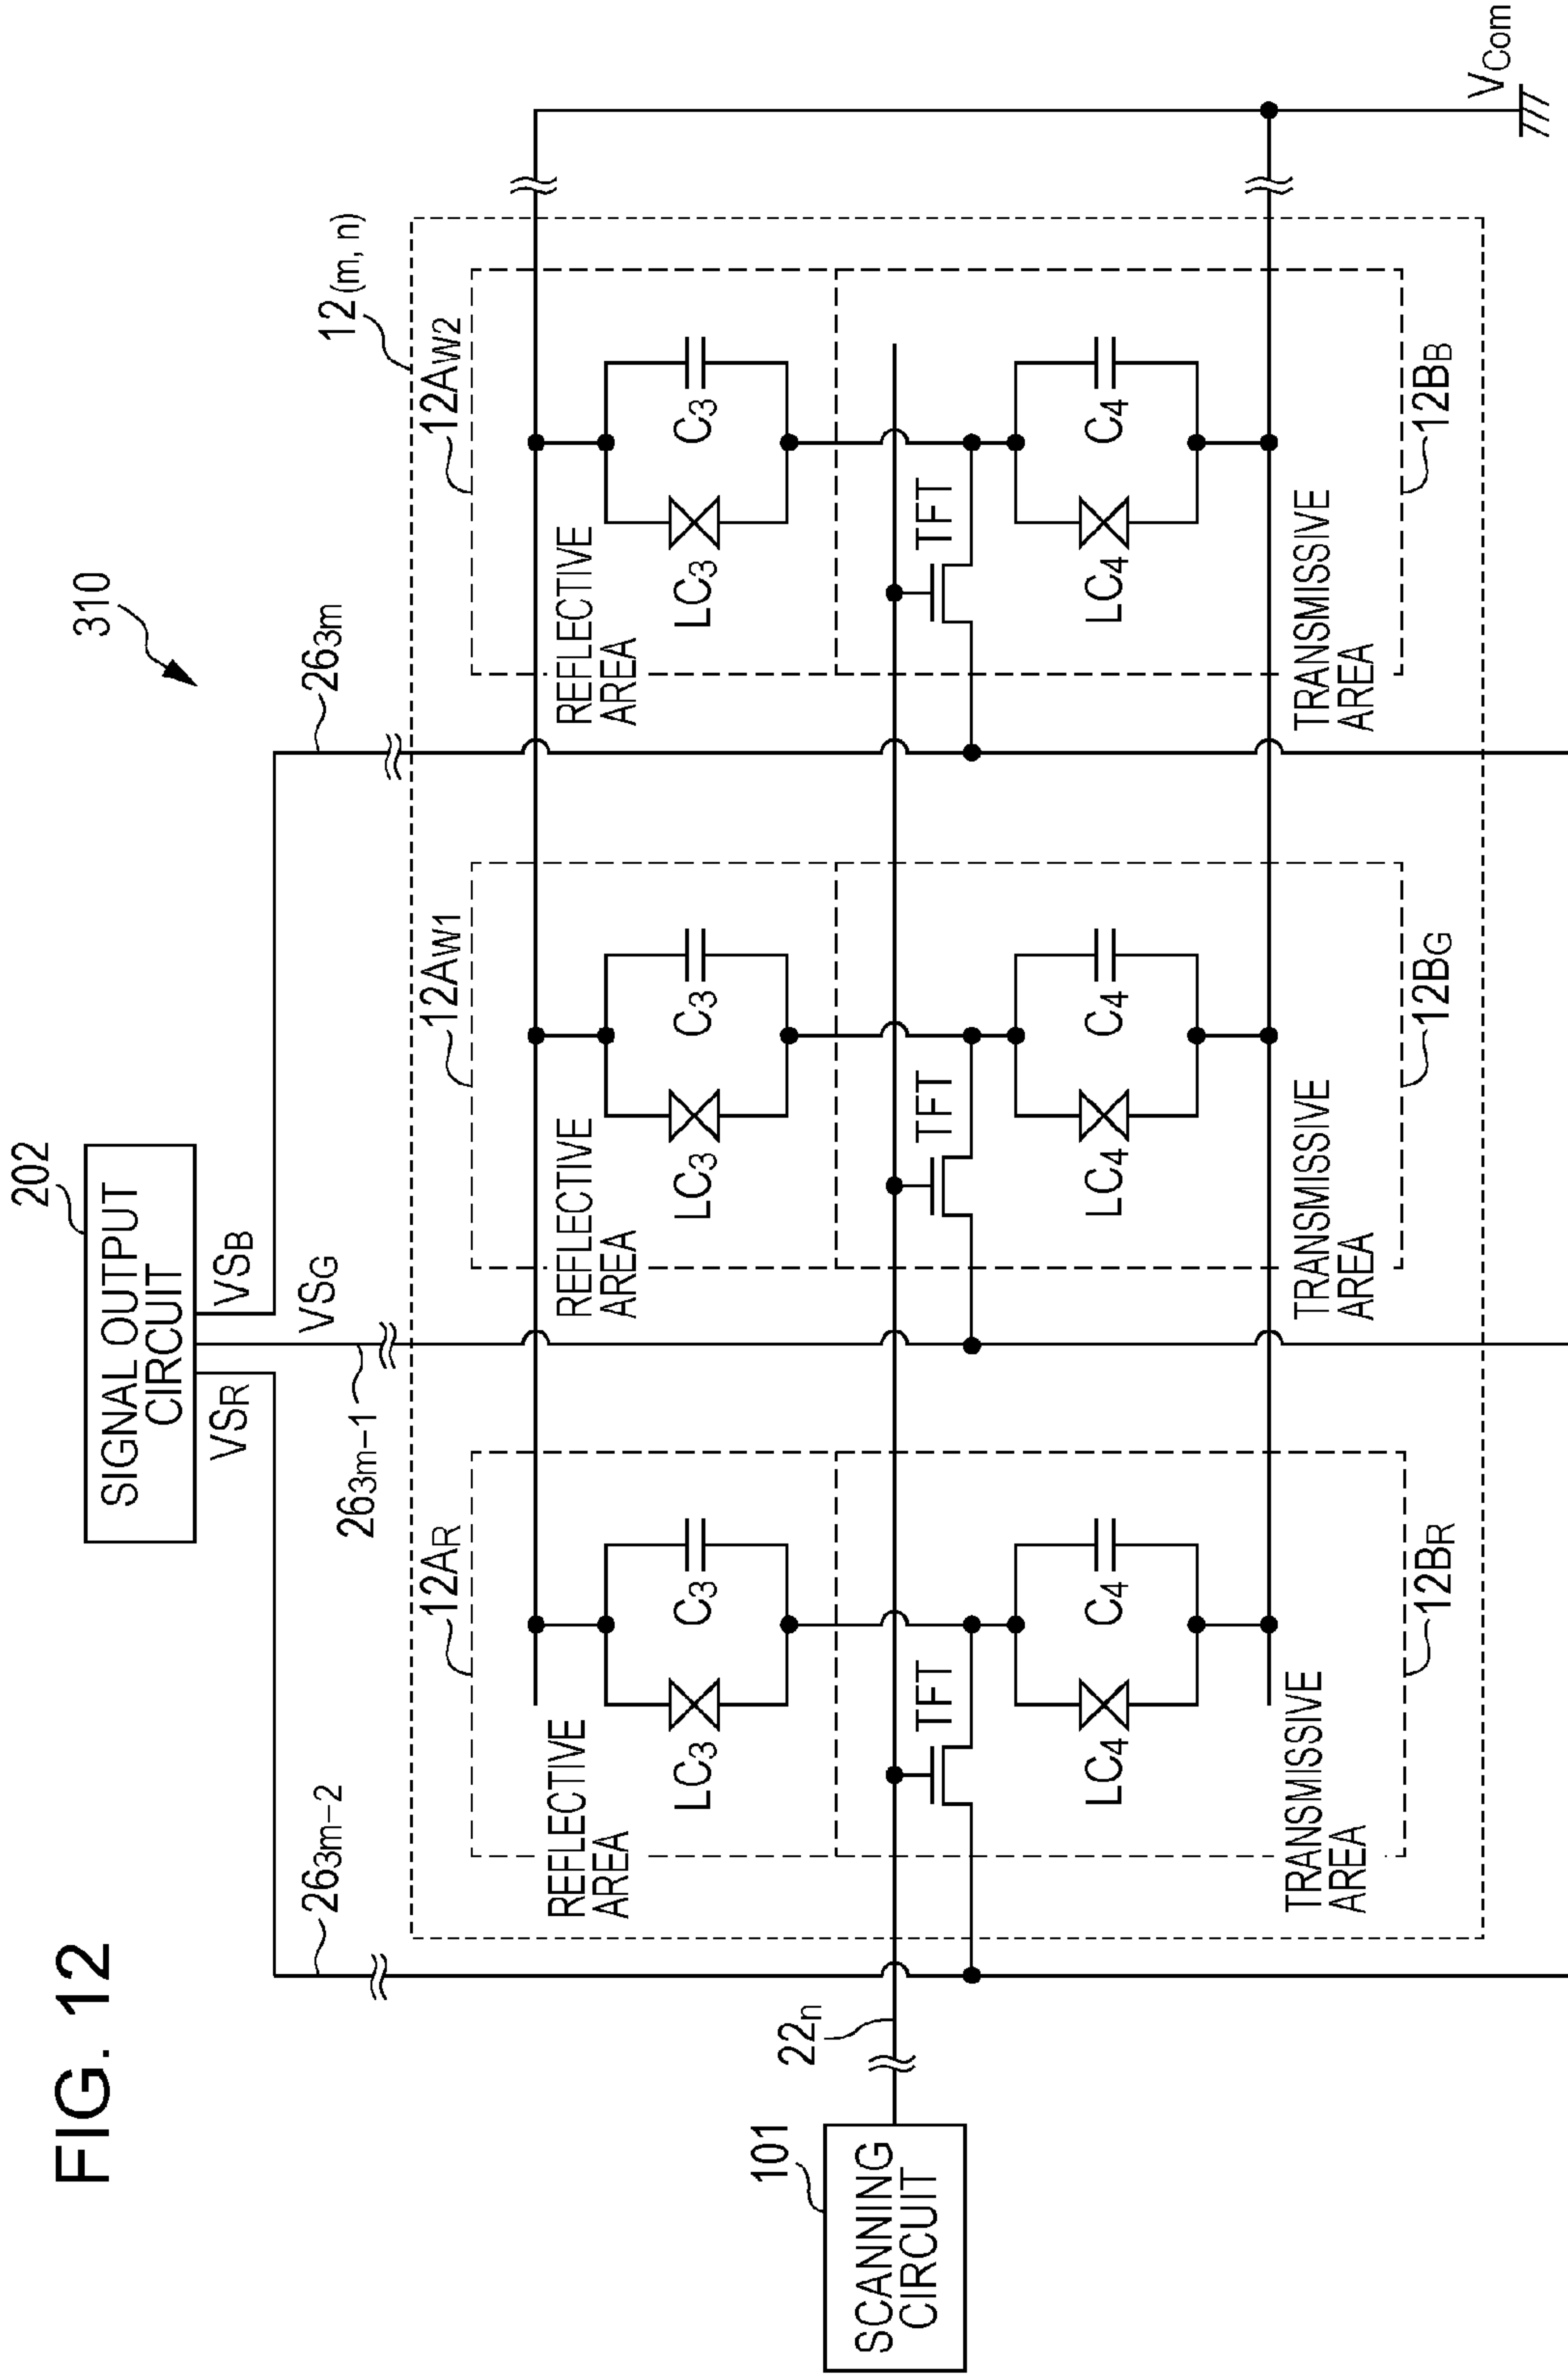 FIG. 12
310
202
SIGNAL OUTPUT
CIRCUIT
VSR
VSG
VSB
263m−2
263m−1
263m
12(m, n)
12AR
12AW1
12AW2
REFLECTIVE
AREA
REFLECTIVE
AREA
REFLECTIVE
AREA
LC3
C3
LC3
C3
LC3
C3
101
SCANNING
CIRCUIT
22n
TFT
TFT
TFT
LC4
C4
LC4
C4
LC4
C4
TRANSMISSIVE
AREA
TRANSMISSIVE
AREA
TRANSMISSIVE
AREA
12BR
12BG
12BB
VCom